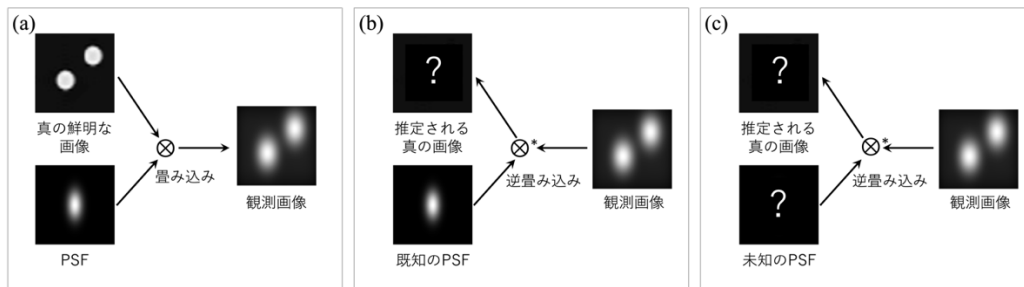 (a)
真の鮮明な
画像
畳み込み
観測画像
PSF
(b)
?
推定される
真の画像
*
逆畳み込み
観測画像
既知のPSF
(c)
?
推定される
真の画像
*
逆畳み込み
観測画像
?
未知のPSF